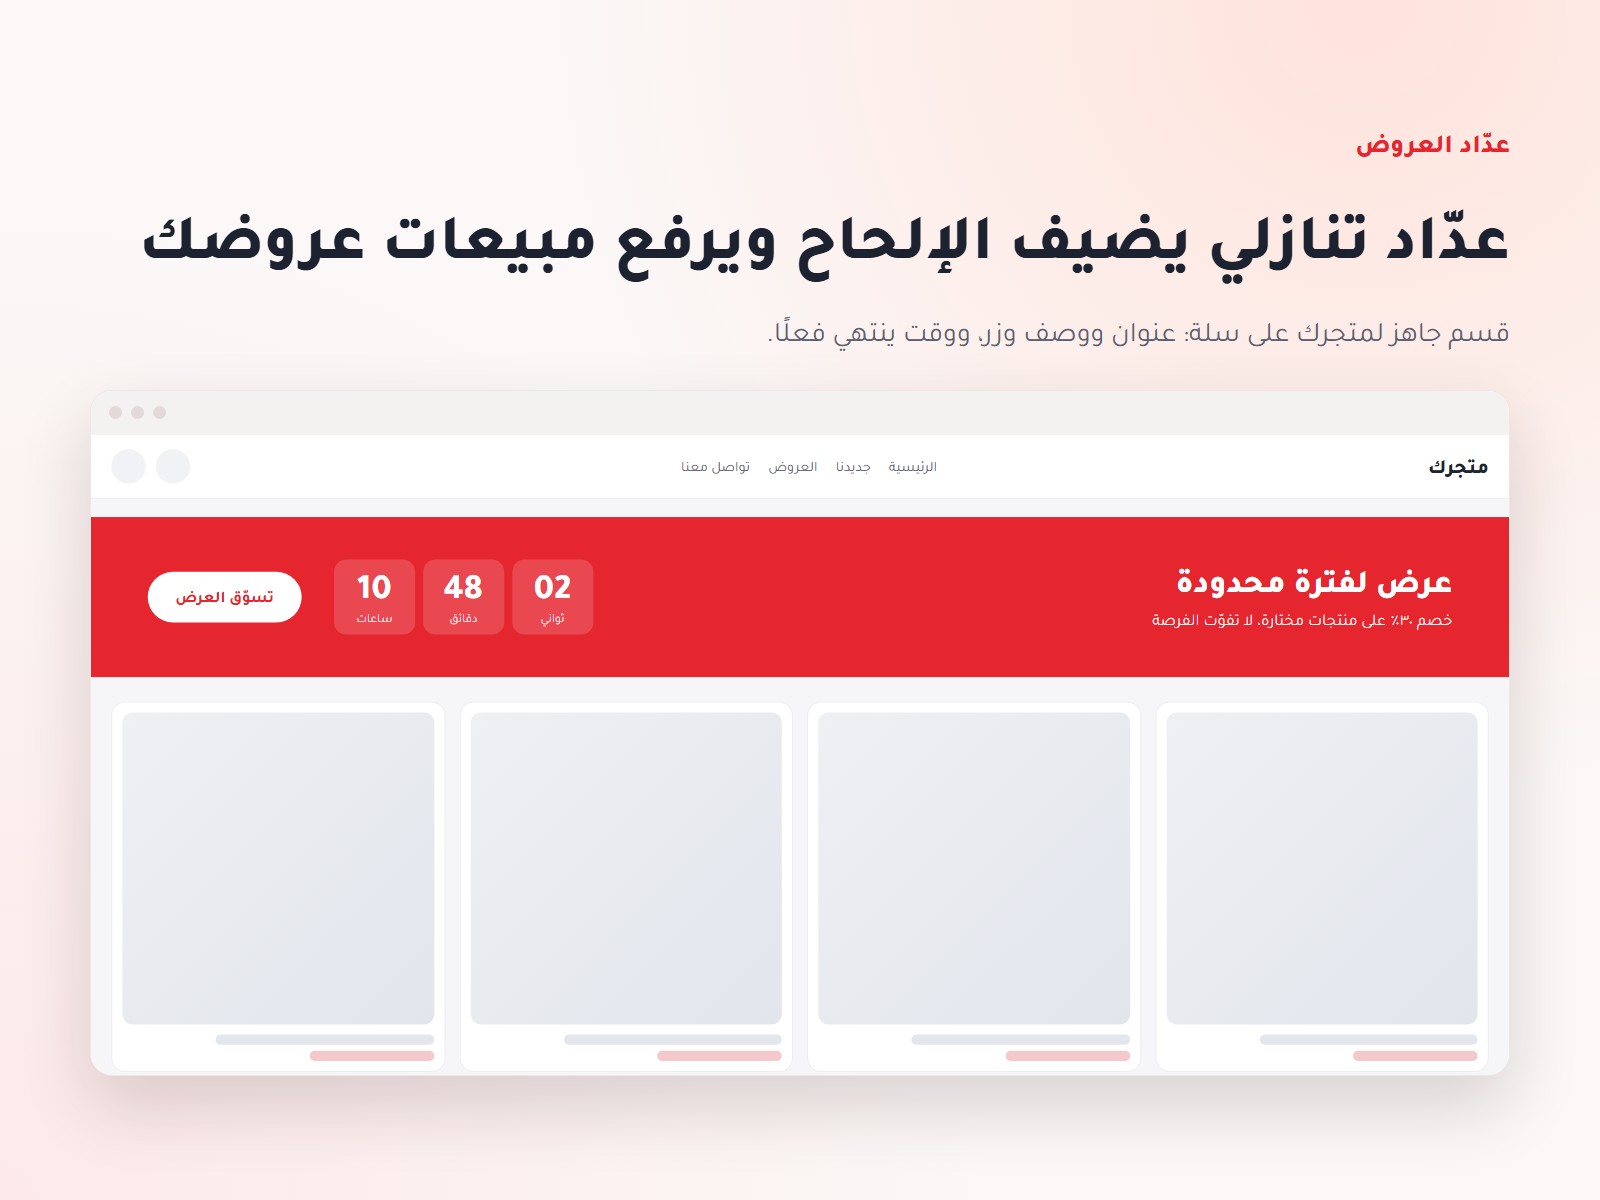 عدّاد العروض
عدّاد تنازلي يضيف الإلحاح ويرفع مبيعات عروضك
قسم جاهز لمتجرك على سلة: عنوان ووصف وزر، ووقت ينتهي فعلًا.
متجرك
الرئيسية جديدنا العروض تواصل معنا
عرض لفترة محدودة
خصم ٣٠٪ على منتجات مختارة، لا تفوّت الفرصة
02 48 10
ثواني دقائق ساعات
تسوّق العرض